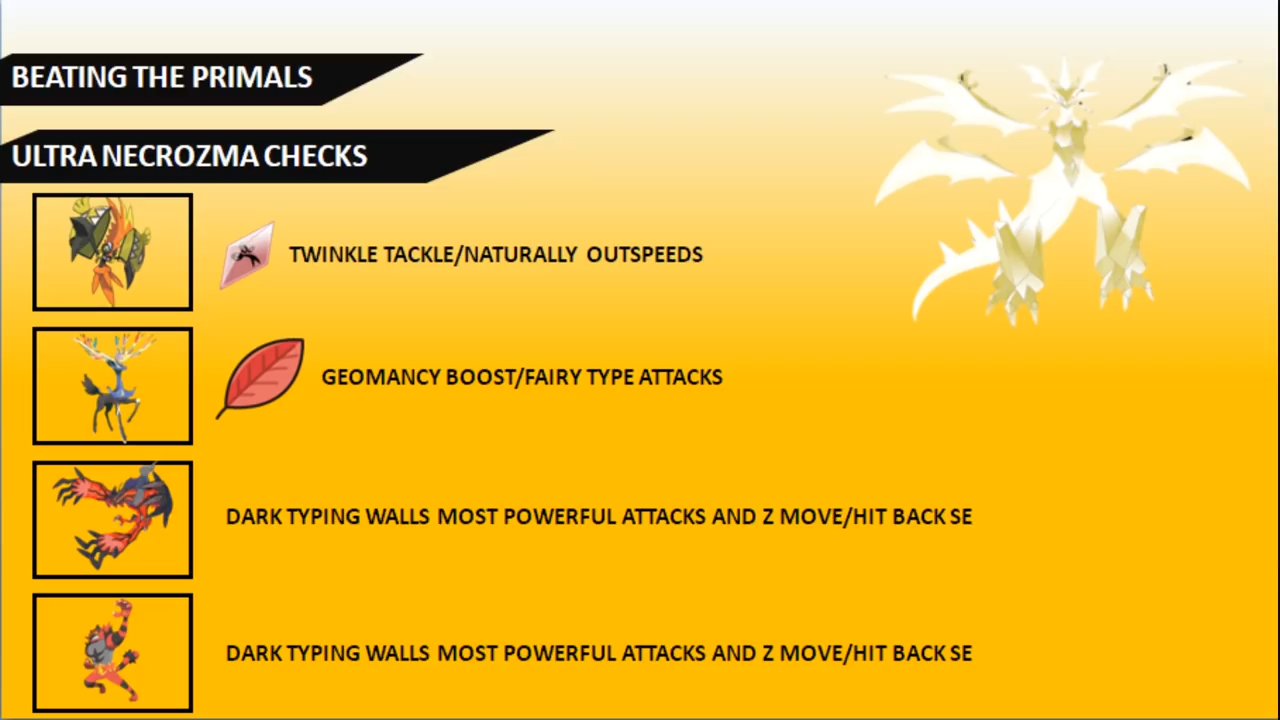 BEATING THE PRIMALS
ULTRA NECROZMA CHECKS
TWINKLE TACKLE/NATURALLY OUTSPEEDS
GEOMANCY BOOST/FAIRY TYPE ATTACKS
DARK TYPING WALLS MOST POWERFUL ATTACKS AND Z MOVE/HIT BACK SE
DARK TYPING WALLS MOST POWERFUL ATTACKS AND Z MOVE/HIT BACK SE